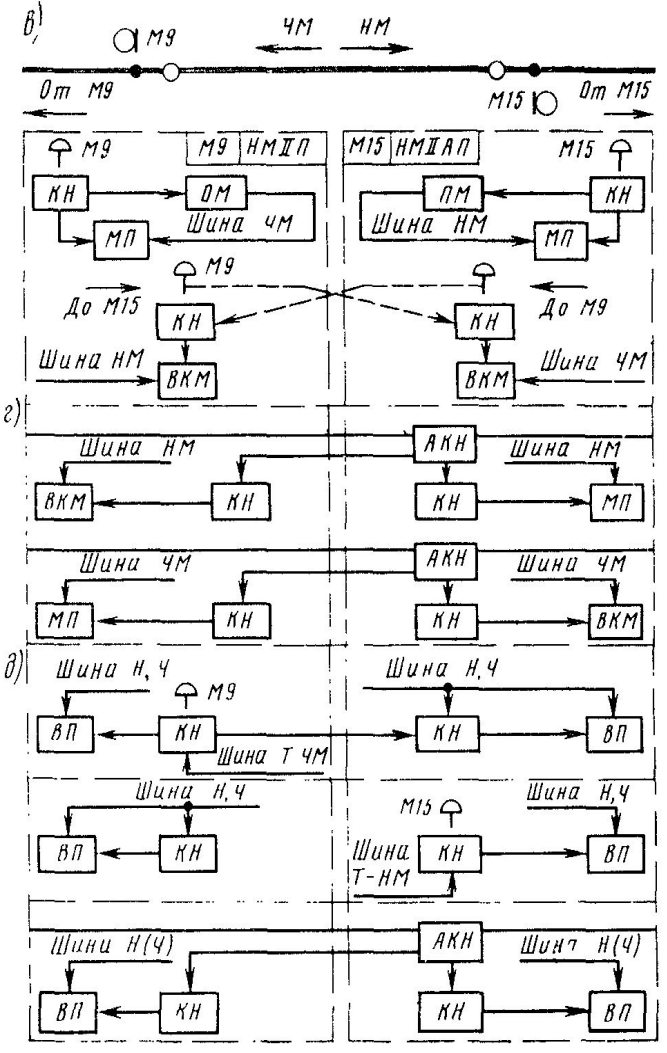 в)
М9 ЧМ НМ
От М9 М15 От М15
М9 М9 НМIIП М15 НМIIАП М15
КН ОМ ПМ КН
Шина ЧМ Шина НМ
МП МП
М9
До М15 До М9
КН КН
Шина НМ Шина ЧМ
ВКМ ВКМ
г)
АКН
Шина НМ Шина НМ
ВКМ КН КН МП
АКН
Шина ЧМ Шина ЧМ
МП КН КН ВКМ
д)
Шина Н,Ч Шина Н,Ч
М9
ВП КН КН ВП
Шина Т ЧМ
Шина Н,Ч М15 Шина Н,Ч
ВП КН Шина КН ВП
Т-НМ
АКН
Шина Н(Ч) Шина Н(Ч)
ВП КН КН ВП